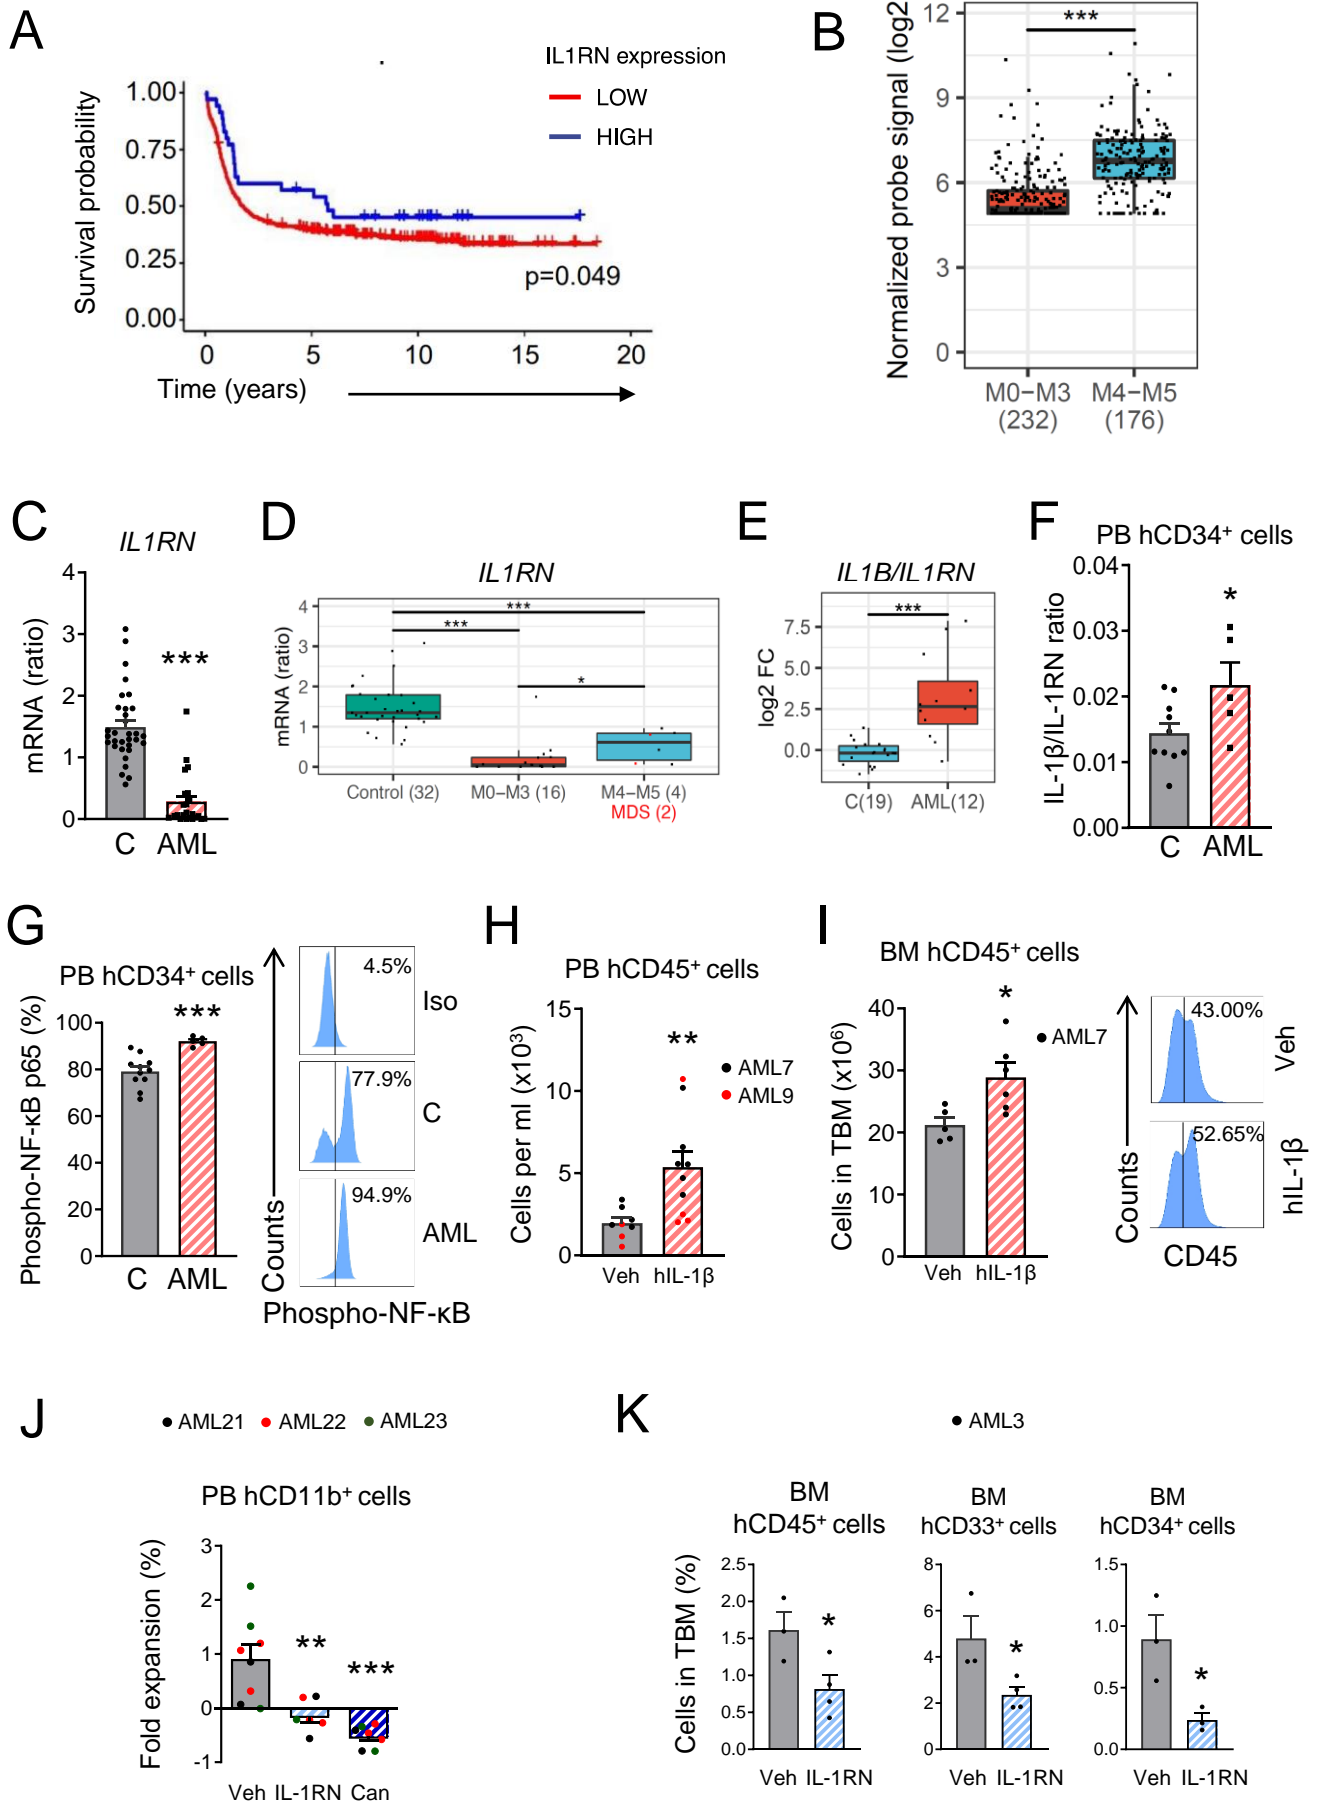 A
IL1RN expression
LOW
HIGH
Survival probability
1.00
0.75
0.50
0.25
0.00
p=0.049
0 5 10 15 20
Time (years)
B
***
Normalized probe signal (log2
12
9
6
3
0
M0−M3 M4−M5
(232) (176)
C
IL1RN
mRNA (ratio)
4
3
2
1
0
***
C AML
D
IL1RN
mRNA (ratio)
4
3
2
1
0
***
***
*
Control (32) M0−M3 (16) M4−M5 (4)
MDS (2)
E
IL1B/IL1RN
log2 FC
7.5
5.0
2.5
0.0
***
C(19) AML(12)
F
PB hCD34+ cells
IL-1β/IL-1RN ratio
0.04
0.03
0.02
0.01
0.00
*
C AML
G
PB hCD34+ cells
Phospho-NF-κB p65 (%)
100
80
60
40
20
0
***
C AML
4.5%
Iso
77.9%
C
94.9%
AML
Counts
Phospho-NF-κB
H
PB hCD45+ cells
Cells per ml (x10³)
15
10
5
0
**
AML7
AML9
Veh hIL-1β
I
BM hCD45+ cells
Cells in TBM (x10⁶)
40
30
20
10
0
*
AML7
Veh hIL-1β
43.00%
Veh
52.65%
hIL-1β
Counts
CD45
J
AML21 AML22 AML23
PB hCD11b+ cells
Fold expansion (%)
3
2
1
0
-1
**
***
Veh IL-1RN Can
K
AML3
BM
hCD45+ cells
Cells in TBM (%)
2.5
2.0
1.5
1.0
0.5
0.0
*
Veh IL-1RN
BM
hCD33+ cells
8
6
4
2
0
*
Veh IL-1RN
BM
hCD34+ cells
1.5
1.0
0.5
0.0
*
Veh IL-1RN